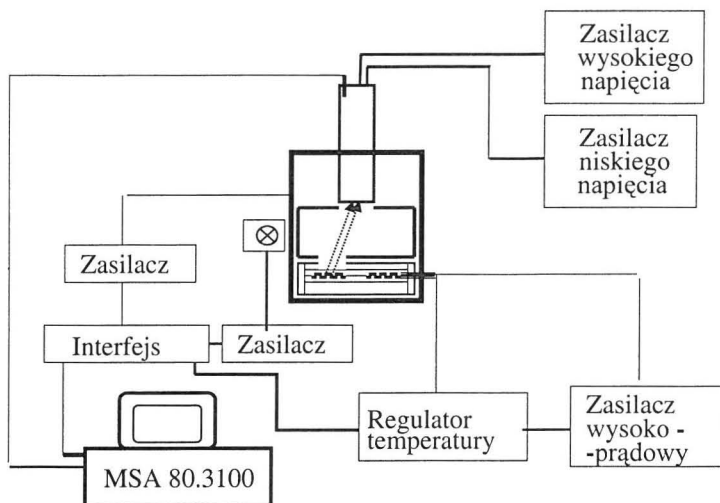 Zasilacz
wysokiego
napięcia
Zasilacz
niskiego
napięcia
Zasilacz
Interfejs
Zasilacz
Regulator
temperatury
Zasilacz
wysoko -
-prądowy
MSA 80.3100